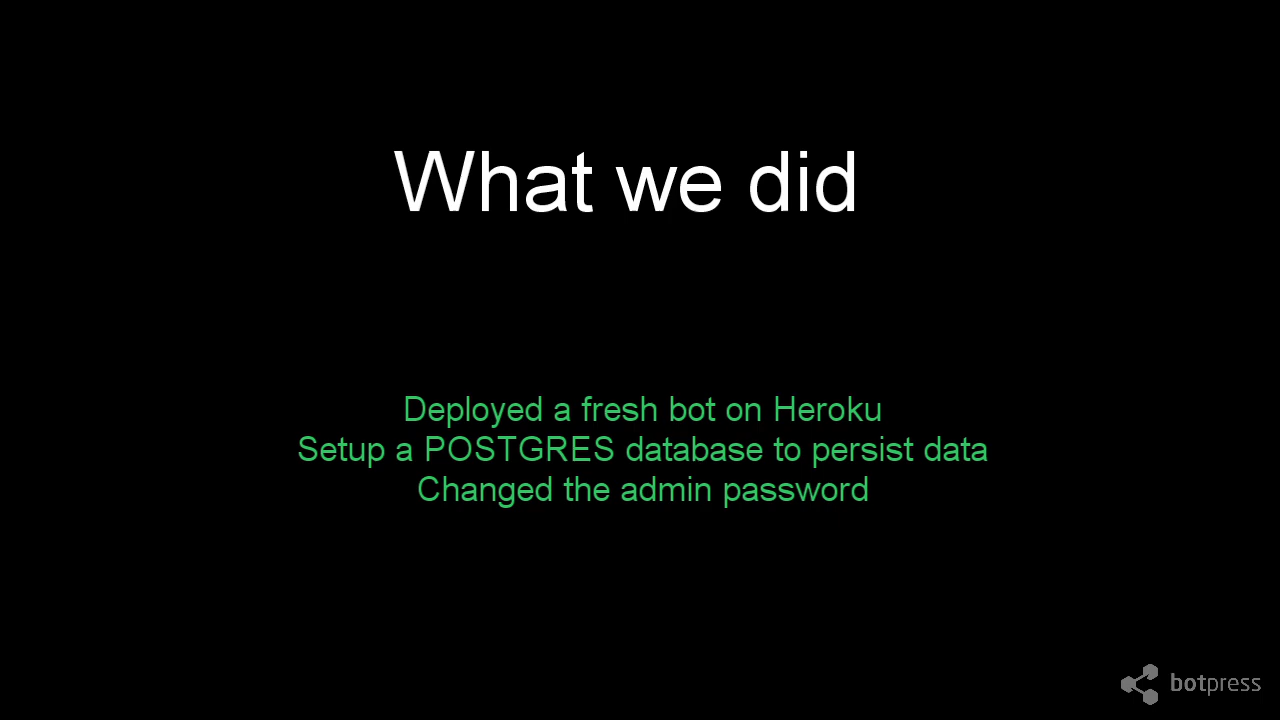 What we did
Deployed a fresh bot on Heroku
Setup a POSTGRES database to persist data
Changed the admin password
botpress